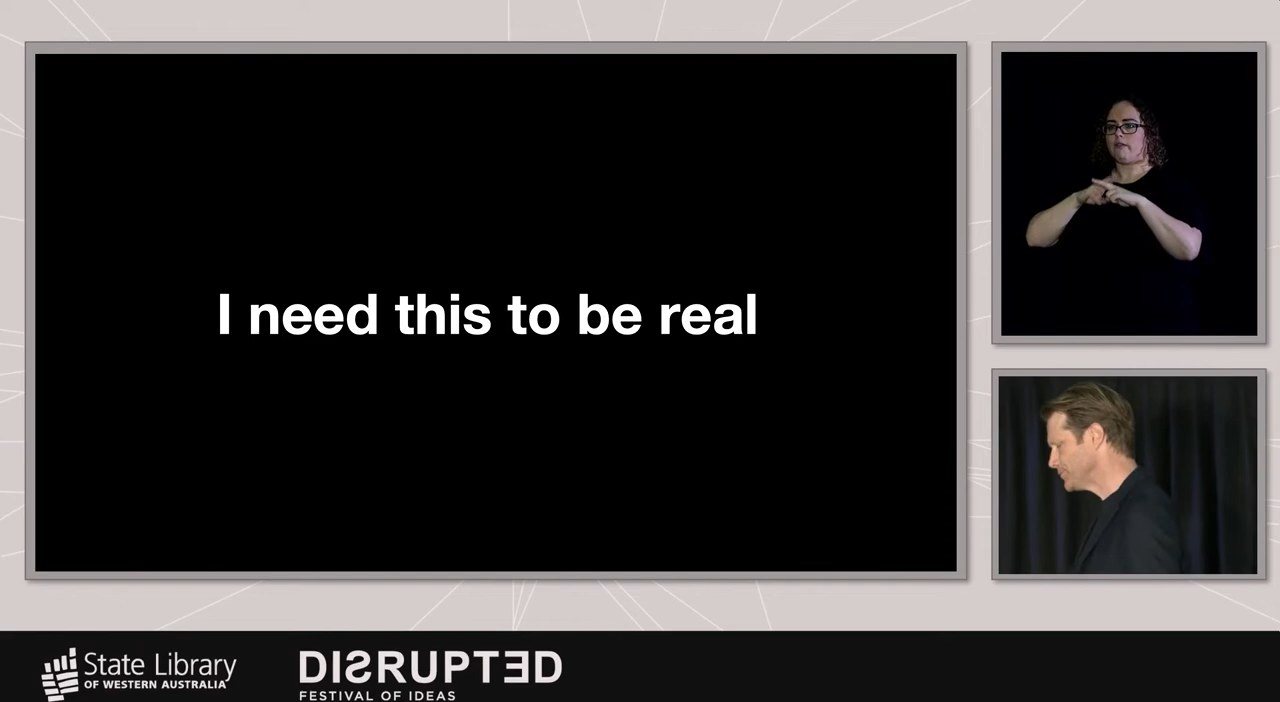 I need this to be real
State Library
OF WESTERN AUSTRALIA
DISRUPTED
FESTIVAL OF IDEAS